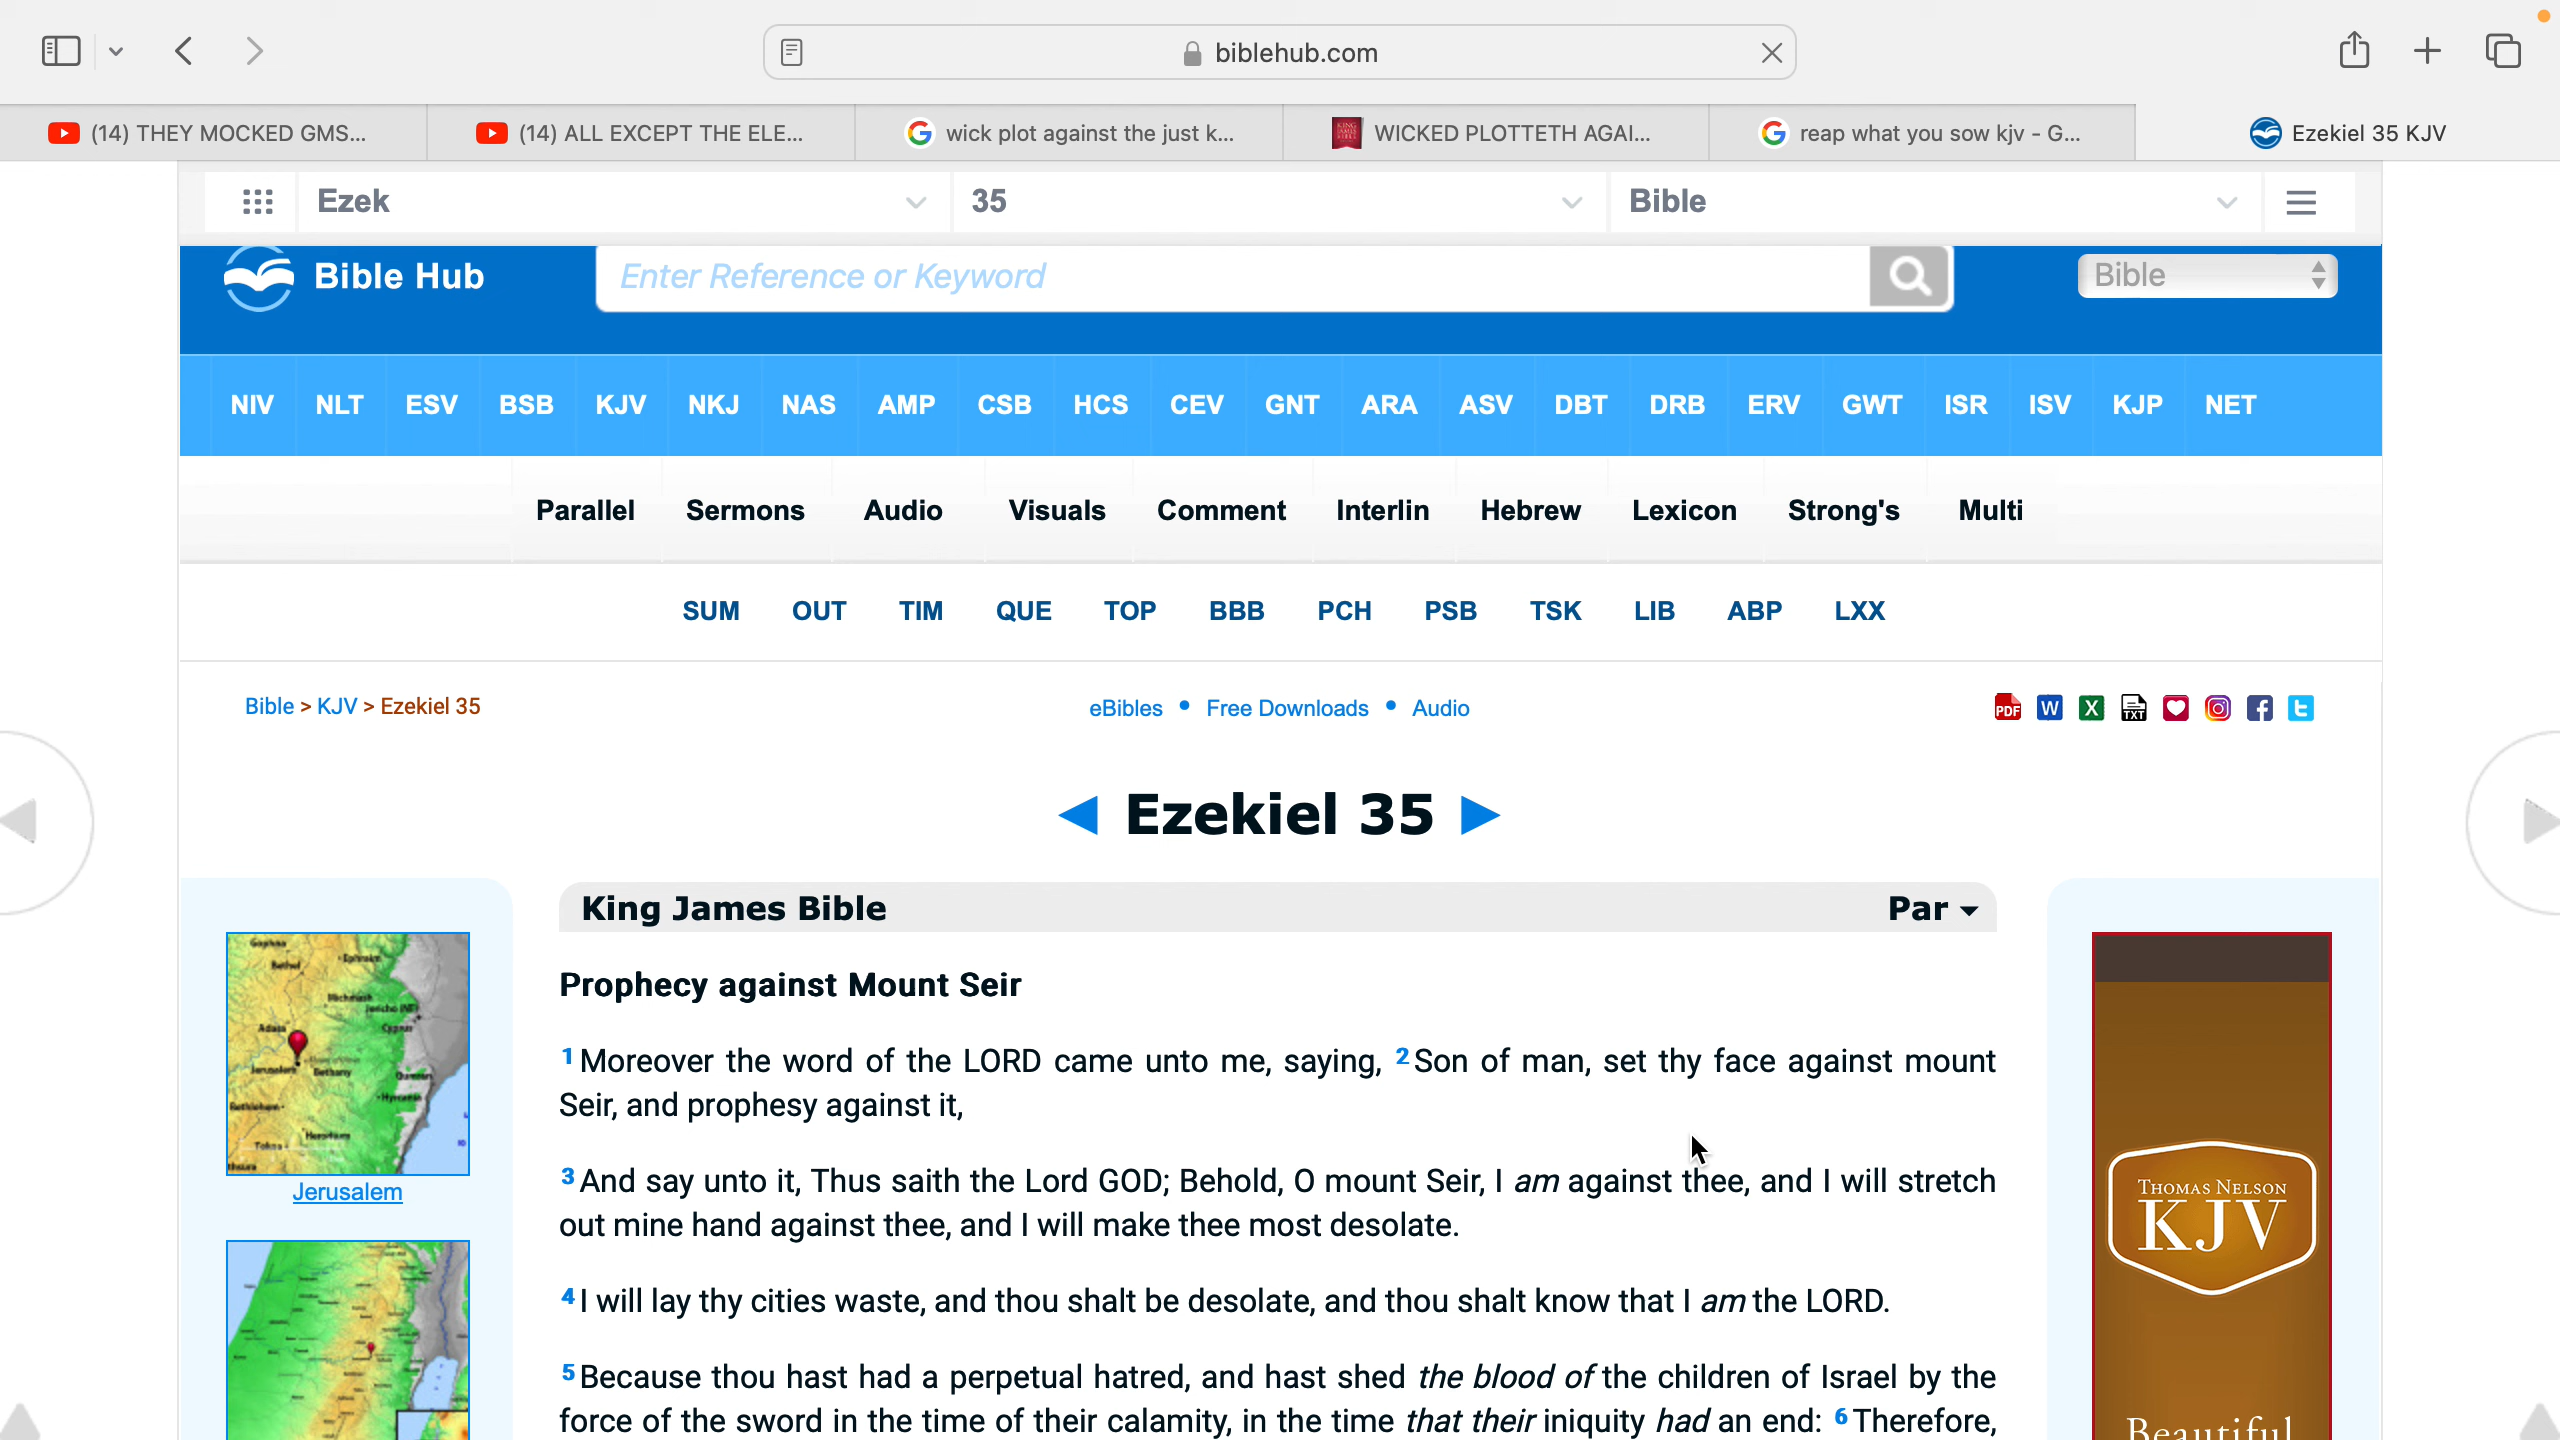 biblehub.com
(14) THEY MOCKED GMS...
(14) ALL EXCEPT THE ELE...
wick plot against the just k...
WICKED PLOTTETH AGAI...
reap what you sow kjv - G...
Ezekiel 35 KJV
Ezek
35
Bible
Bible Hub
Enter Reference or Keyword
Bible
NIV NLT ESV BSB KJV NKJ NAS AMP CSB HCS CEV GNT ARA ASV DBT DRB ERV GWT ISR ISV KJP NET
Parallel Sermons Audio Visuals Comment Interlin Hebrew Lexicon Strong's Multi
SUM OUT TIM QUE TOP BBB PCH PSB TSK LIB ABP LXX
Bible > KJV > Ezekiel 35
eBibles • Free Downloads • Audio
PDF W X TXT
◄ Ezekiel 35 ►
King James Bible
Par
Prophecy against Mount Seir
1 Moreover the word of the LORD came unto me, saying, 2 Son of man, set thy face against mount
Seir, and prophesy against it,
3 And say unto it, Thus saith the Lord GOD; Behold, O mount Seir, I am against thee, and I will stretch
out mine hand against thee, and I will make thee most desolate.
4 I will lay thy cities waste, and thou shalt be desolate, and thou shalt know that I am the LORD.
5 Because thou hast had a perpetual hatred, and hast shed the blood of the children of Israel by the
force of the sword in the time of their calamity, in the time that their iniquity had an end: 6 Therefore,
Jerusalem
THOMAS NELSON
KJV
Beautiful